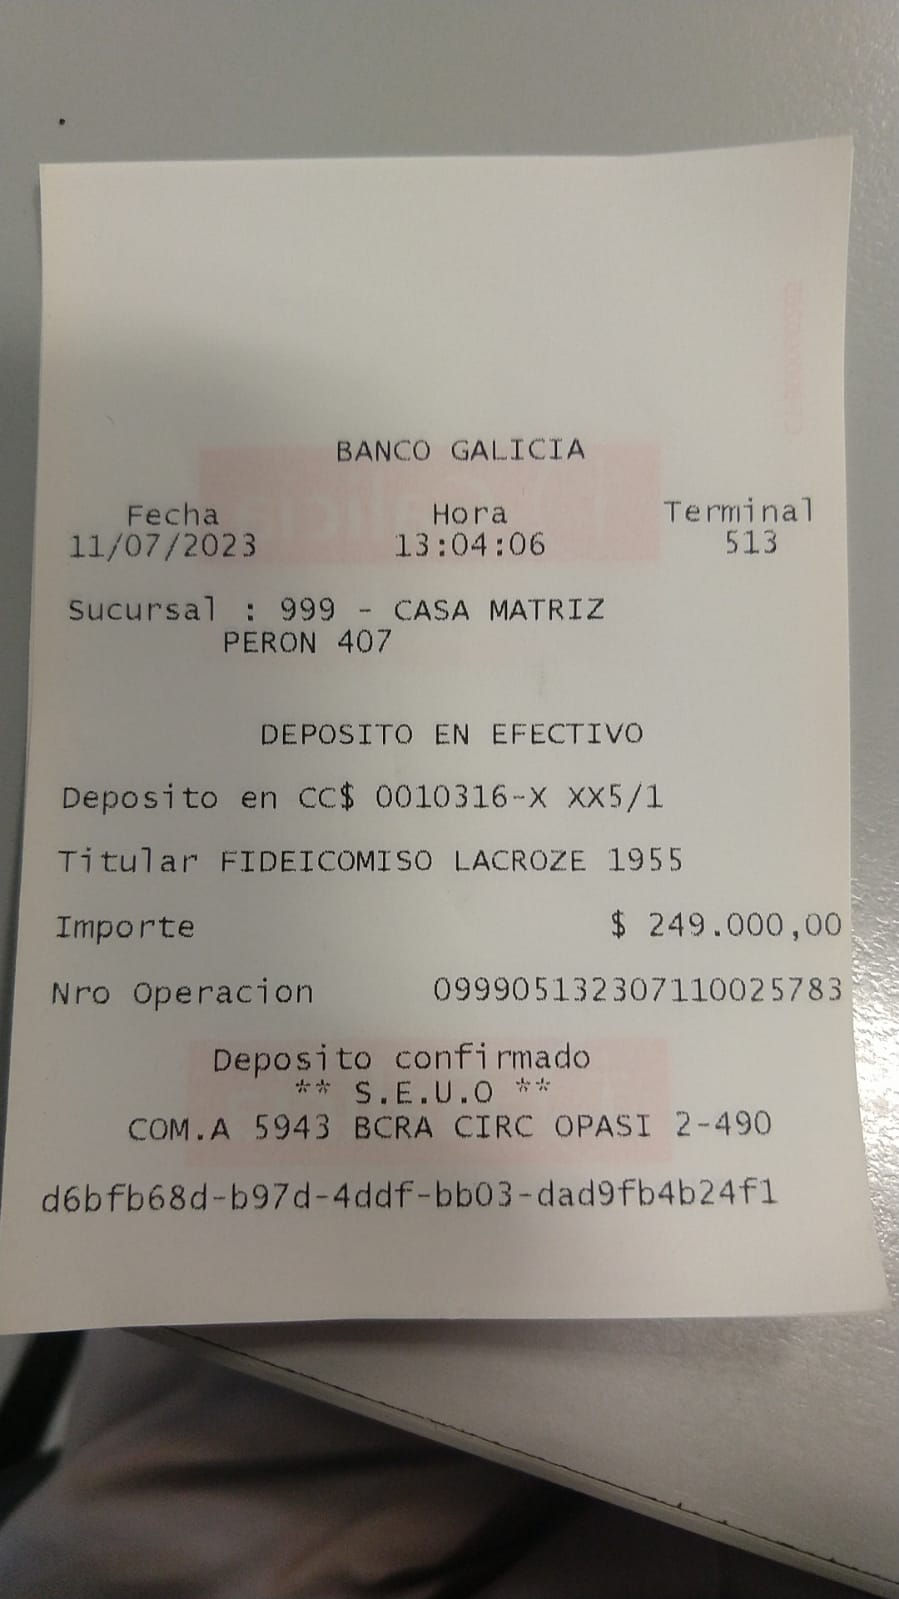 BANCO GALICIA
Fecha Hora Terminal
11/07/2023 13:04:06 513
Sucursal : 999 - CASA MATRIZ
PERON 407
DEPOSITO EN EFECTIVO
Deposito en CC$ 0010316-X XX5/1
Titular FIDEICOMISO LACROZE 1955
Importe $ 249.000,00
Nro Operacion 099905132307110025783
Deposito confirmado
** S.E.U.O **
COM.A 5943 BCRA CIRC OPASI 2-490
d6bfb68d-b97d-4ddf-bb03-dad9fb4b24f1